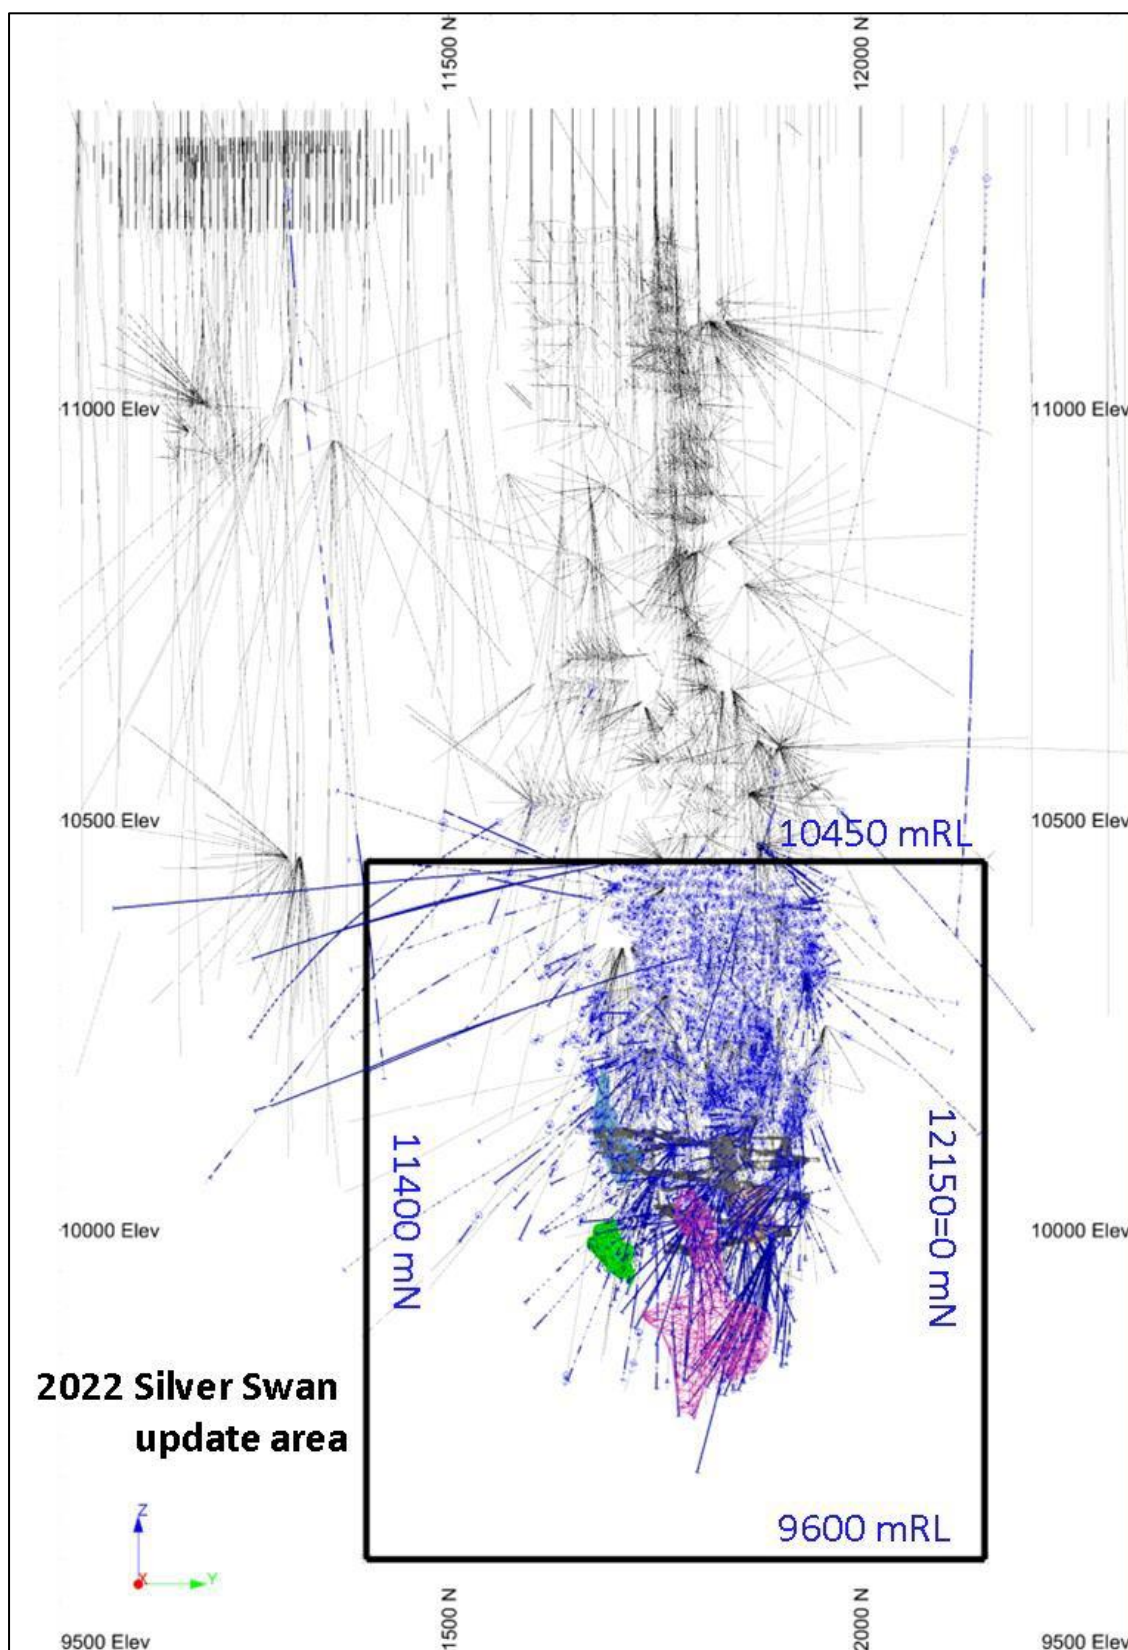 11500 N
12000 N
11000 Elev
11000 Elev
10500 Elev
10500 Elev
10450 mRL
11400 mN
12150=0 mN
10000 Elev
10000 Elev
2022 Silver Swan
update area
9600 mRL
Z
X
Y
1500 N
2000 N
9500 Elev
9500 Elev